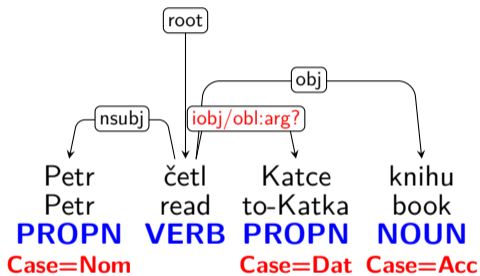 root
obj
nsubj iobj/obl:arg?
Petr četl Katce knihu
Petr read to-Katka book
PROPN VERB PROPN NOUN
Case=Nom Case=Dat Case=Acc